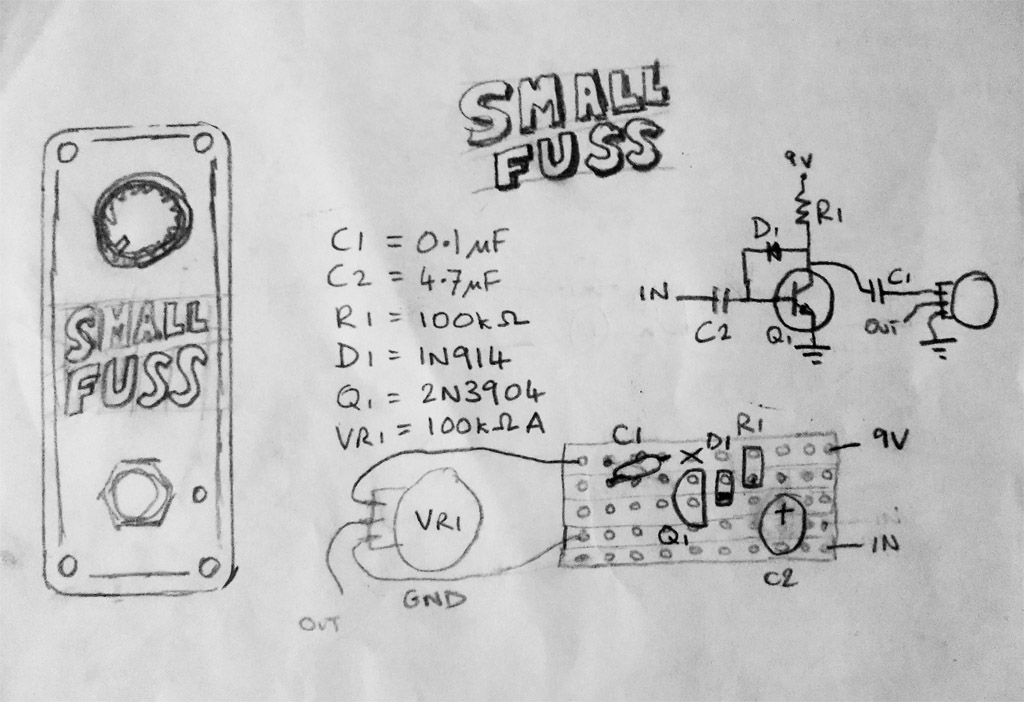 SMALL
FUSS
SMALL
FUSS
C1 = 0.1μF
C2 = 4.7μF
R1 = 100kΩ
D1 = 1N914
Q1 = 2N3904
VR1 = 100kΩA
9V
R1
D1
IN
C2
Q1
C1
OUT
C1
D1
R1
9V
X
VR1
Q1
+
IN
IN
C2
GND
OUT